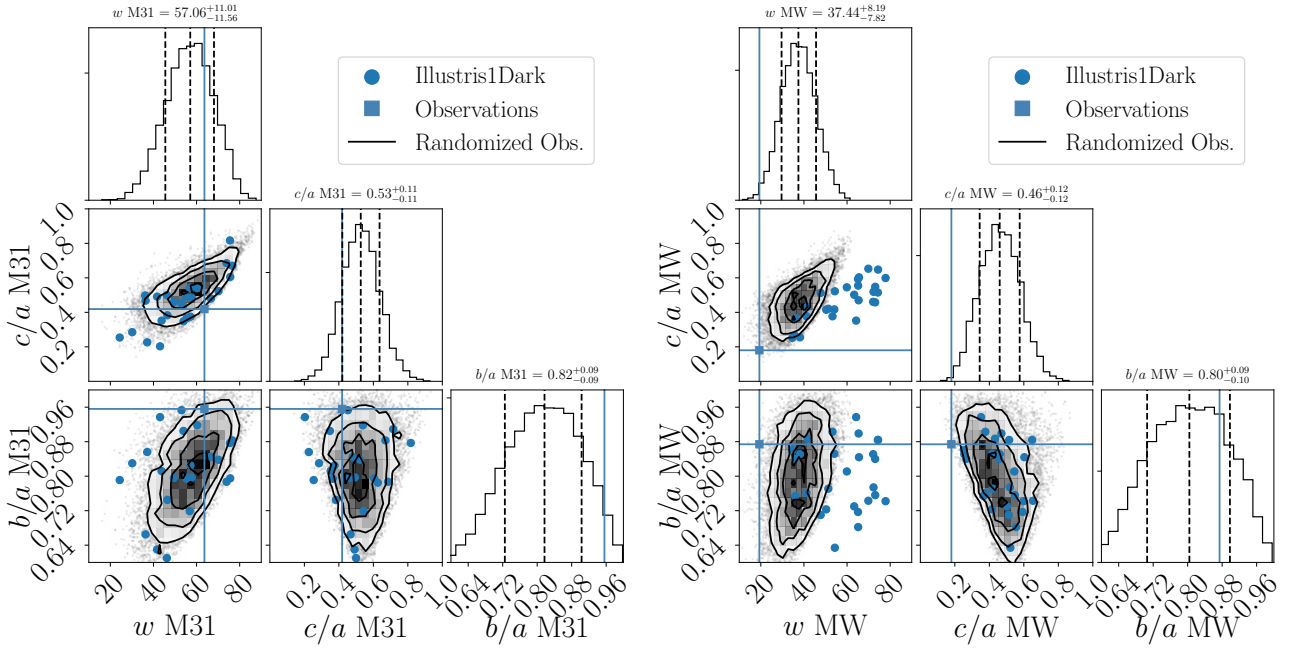 w M31 = 57.06 +11.01 −11.56
Illustris1Dark
Observations
Randomized Obs.
c/a M31 = 0.53 +0.11 −0.11
1.0
0.8
0.6
0.4
0.2
c/a M31
b/a M31 = 0.82 +0.09 −0.09
0.96
0.88
0.80
0.72
0.64
b/a M31
20
40
60
80
w M31
0.2
0.4
0.6
0.8
1.0
c/a M31
0.64
0.72
0.80
0.88
0.96
b/a M31
w MW = 37.44 +8.19 −7.82
Illustris1Dark
Observations
Randomized Obs.
c/a MW = 0.46 +0.12 −0.12
1.0
0.8
0.6
0.4
0.2
c/a MW
b/a MW = 0.80 +0.09 −0.10
0.96
0.88
0.80
0.72
0.64
b/a MW
20
40
60
80
w MW
0.2
0.4
0.6
0.8
1.0
c/a MW
0.64
0.72
0.80
0.88
0.96
b/a MW